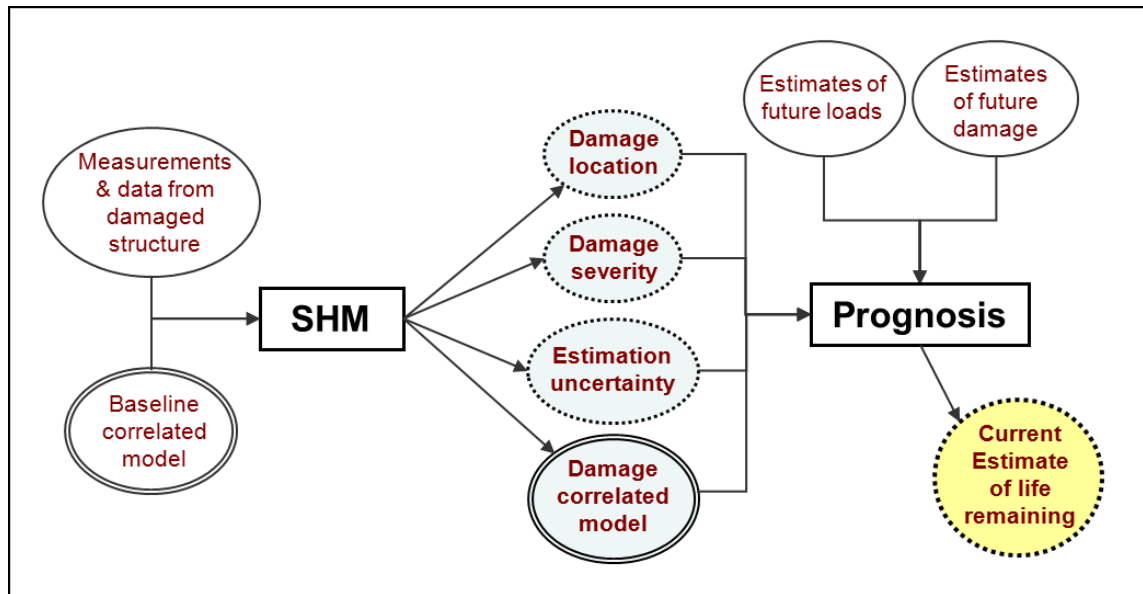 Measurements
& data from
damaged
structure
Baseline
correlated
model
SHM
Damage
location
Damage
severity
Estimation
uncertainty
Damage
correlated
model
Estimates of
future loads
Estimates
of future
damage
Prognosis
Current
Estimate
of life
remaining